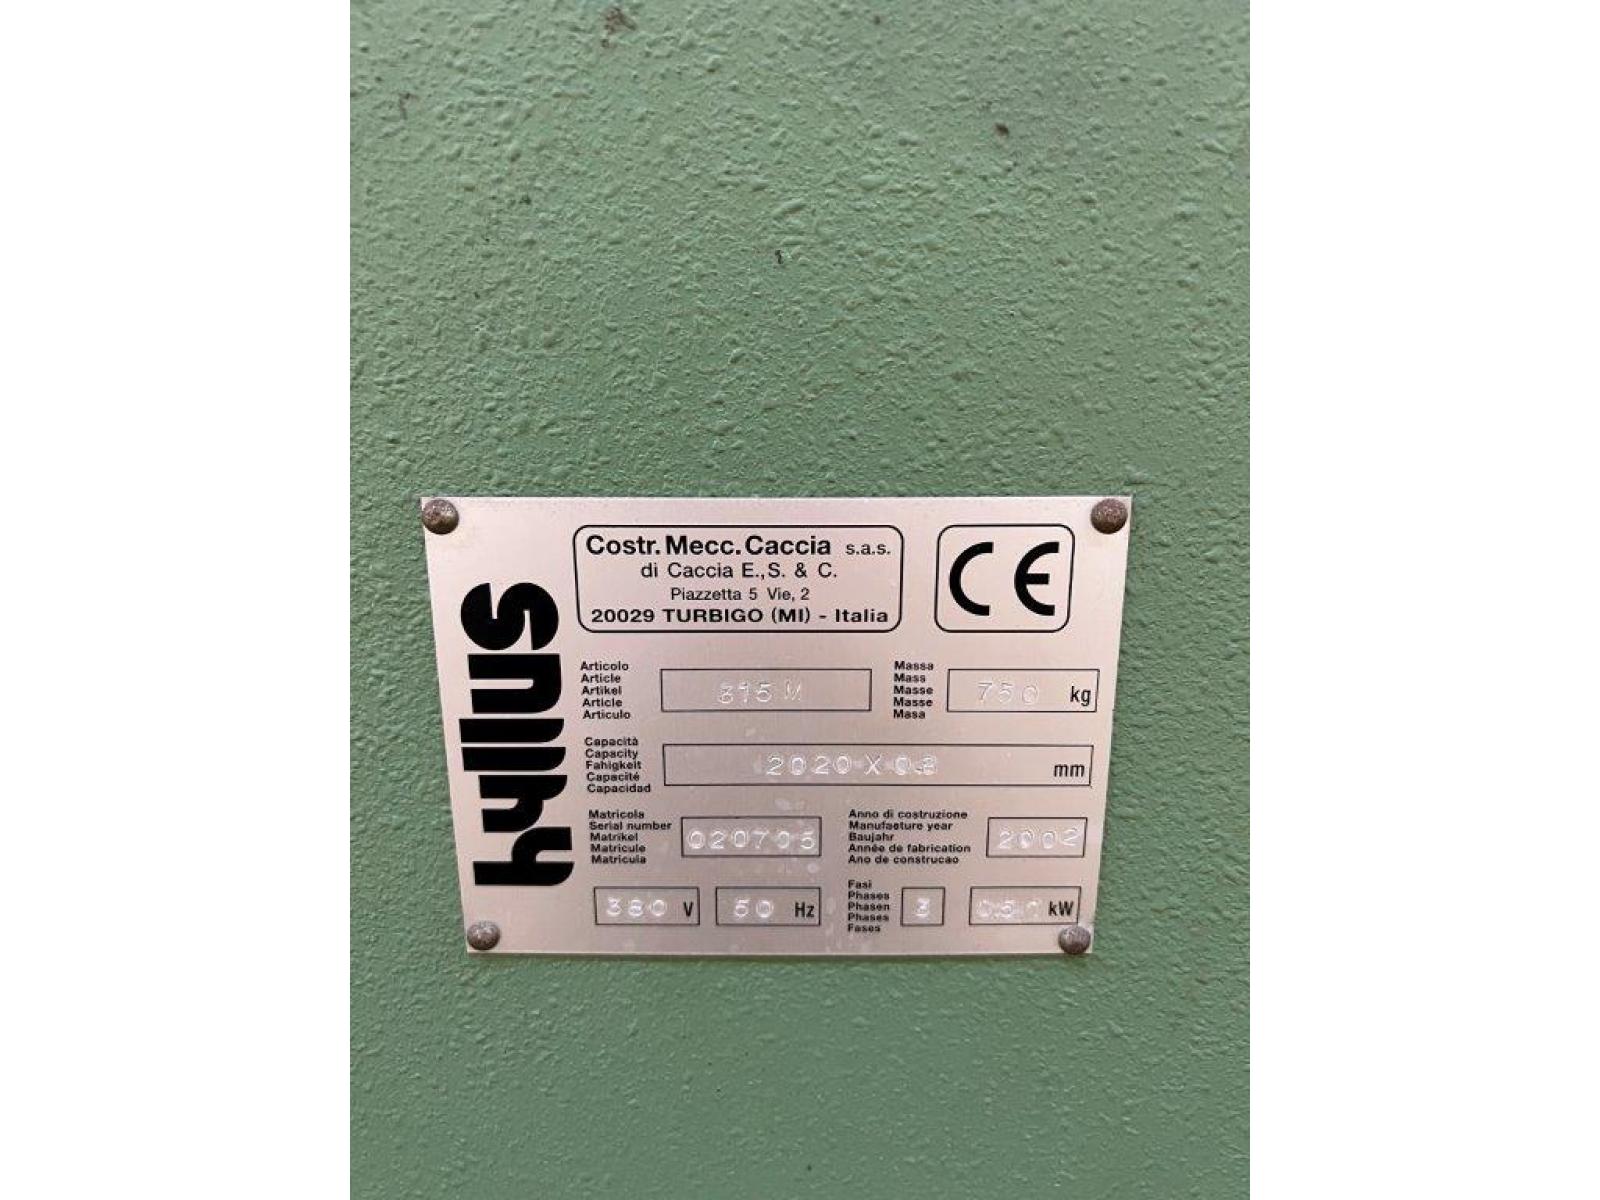 hyllus
Costr. Mecc. Caccia s.a.s.
di Caccia E., S. & C.
Piazzetta 5 Vie, 2
20029 TURBIGO (MI) - Italia
CE
Articolo
Article
Artikel
Article
Articulo
Massa
Mass
Masse
Masse
Masa
750 kg
Capacità
Capacity
Fahigkeit
Capacité
Capacidad
mm
Matricola
Serial number
Matrikel
Matricule
Matricula
020705
Anno di costruzione
Manufaeture year
Baujahr
Année de fabrication
Ano de construcao
2002
380 V
50 Hz
Fasi
Phases
Phasen
Phases
Fases
3
kW